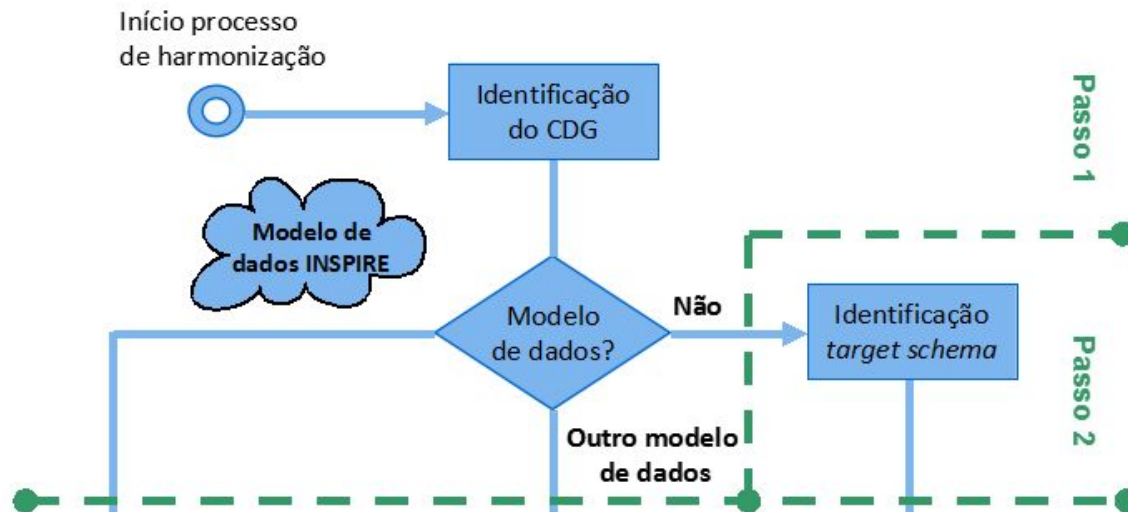 Início processo
de harmonização
Identificação
do CDG
Passo 1
Modelo de
dados INSPIRE
Modelo
de dados?
Não
Identificação
target schema
Passo 2
Outro modelo
de dados